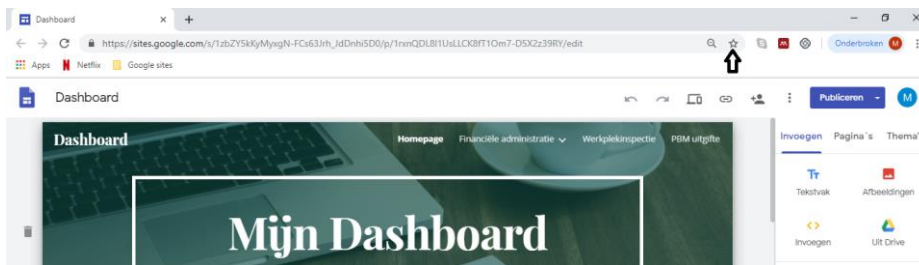 Dashboard
https://sites.google.com/s/1zbZY5kKyMyxgN-FCs63Jrh_JdDnhi5D0/p/1rxnQDL8I1UsLLCK8fT1Om7-D5X2z39RY/edit
Onderbroken M
Apps N Netflix Google sites
Dashboard
Publiceren M
Dashboard Homepage Financiële administratie Werkplekinspectie PBM uitgifte
Invoegen Pagina's Thema'
Mijn Dashboard
Tt
Tekstvak Afbeeldingen
Invoegen Uit Drive